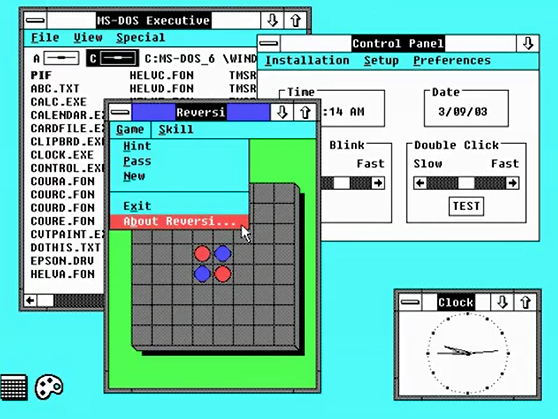 MS-DOS Executive
File View Special
A C C:MS-DOS_6 \WIND
PIF HELVC.FON TMSR
ABC.TXT HELVD.FON TMSR
CALC.EXE
CALENDAR.E
CARDFILE.E
CLIPBRD.EX
CLOCK.EXE
CONTROL.EX
COURA.FON
COURC.FON
COURD.FON
COURE.FON
CVTPAINT.E
DOTHIS.TXT
EPSON.DRV
HELVA.FON
Control Panel
Installation Setup Preferences
Time
:14 AM
Date
3/09/03
Blink
Fast
Double Click
Slow Fast
TEST
Reversi
Game Skill
Hint
Pass
New
Exit
About Reversi...
Clock